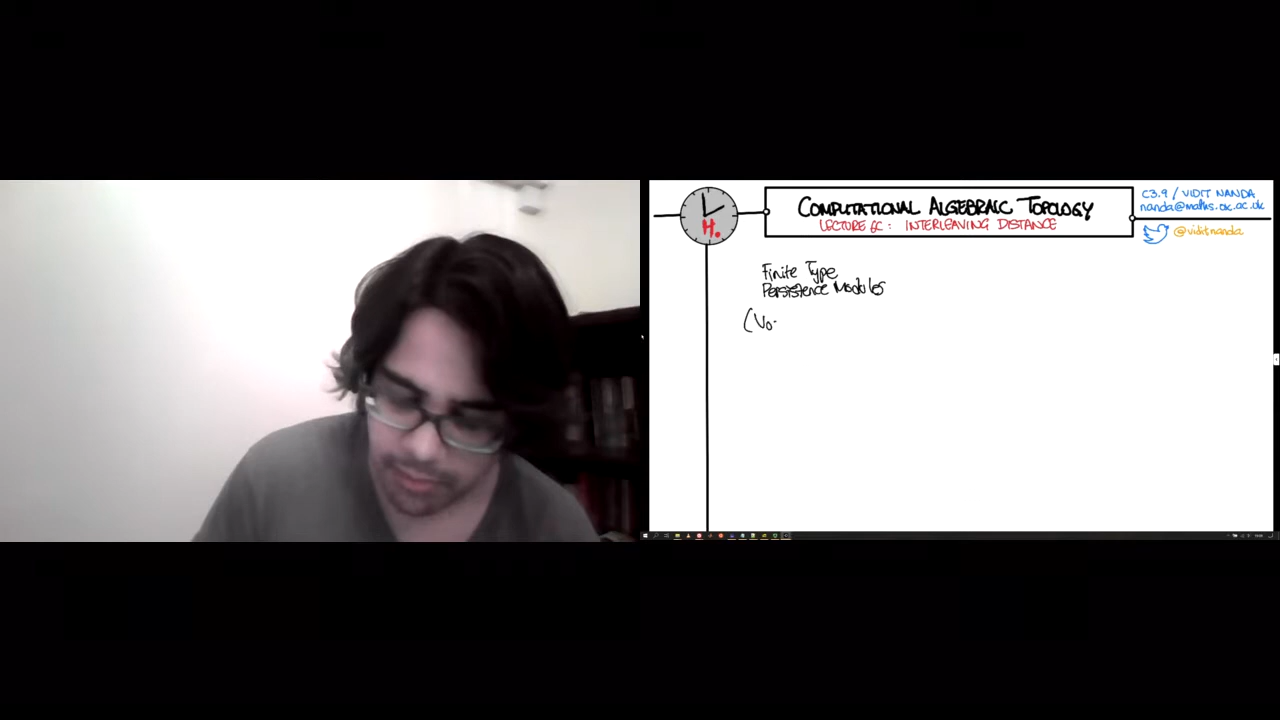 COMPUTATIONAL ALGEBRAIC TOPOLOGY
LECTURE 6C: INTERLEAVING DISTANCE
H.
C3.9 / VIDIT NANDA
nanda@maths.ox.ac.uk
@viditnanda
Finite Type
Persistence Modules
(V0